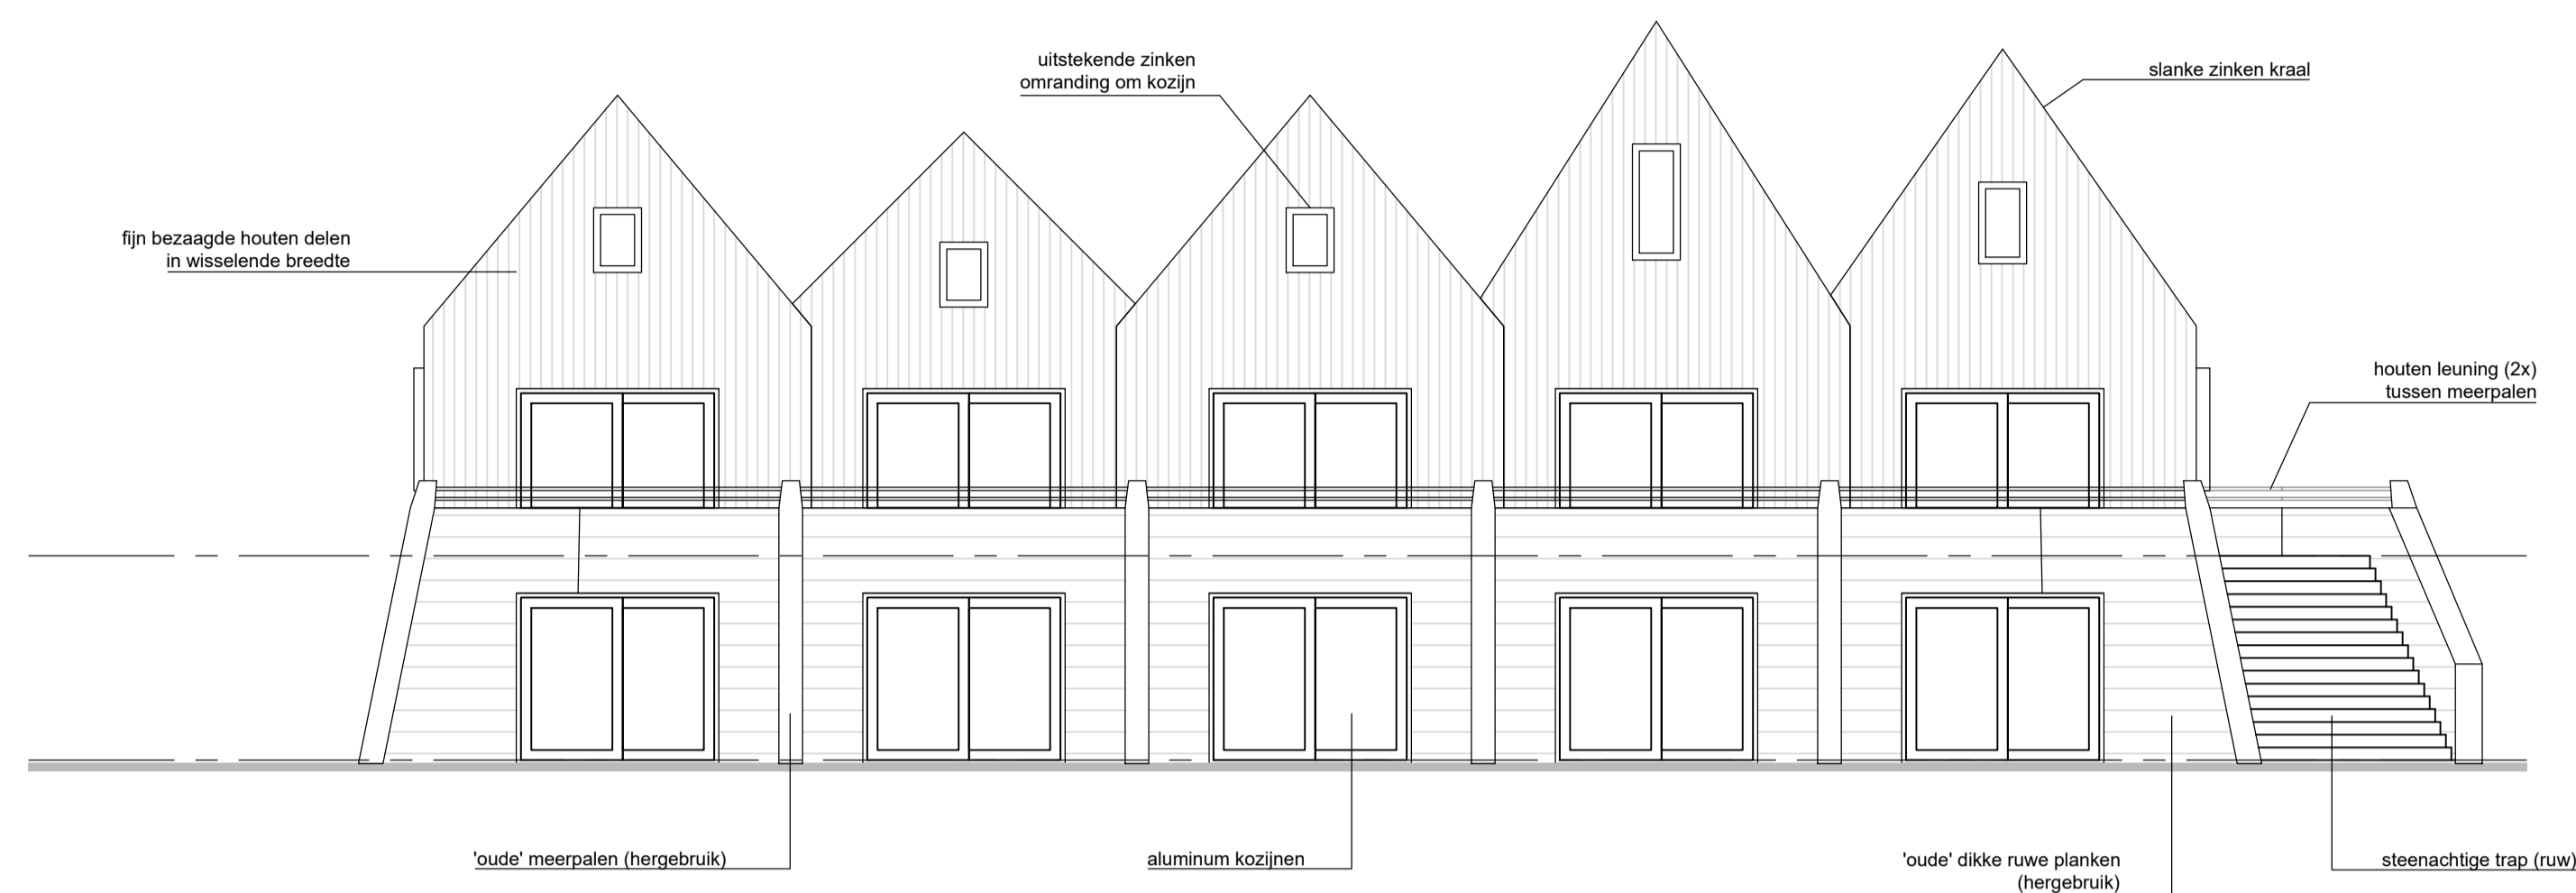 uitstekende zinken
omranding om kozijn
slanke zinken kraal
fijn bezaagde houten delen
in wisselende breedte
houten leuning (2x)
tussen meerpalen
'oude' meerpalen (hergebruik)
aluminum kozijnen
'oude' dikke ruwe planken
(hergebruik)
steenachtige trap (ruw)